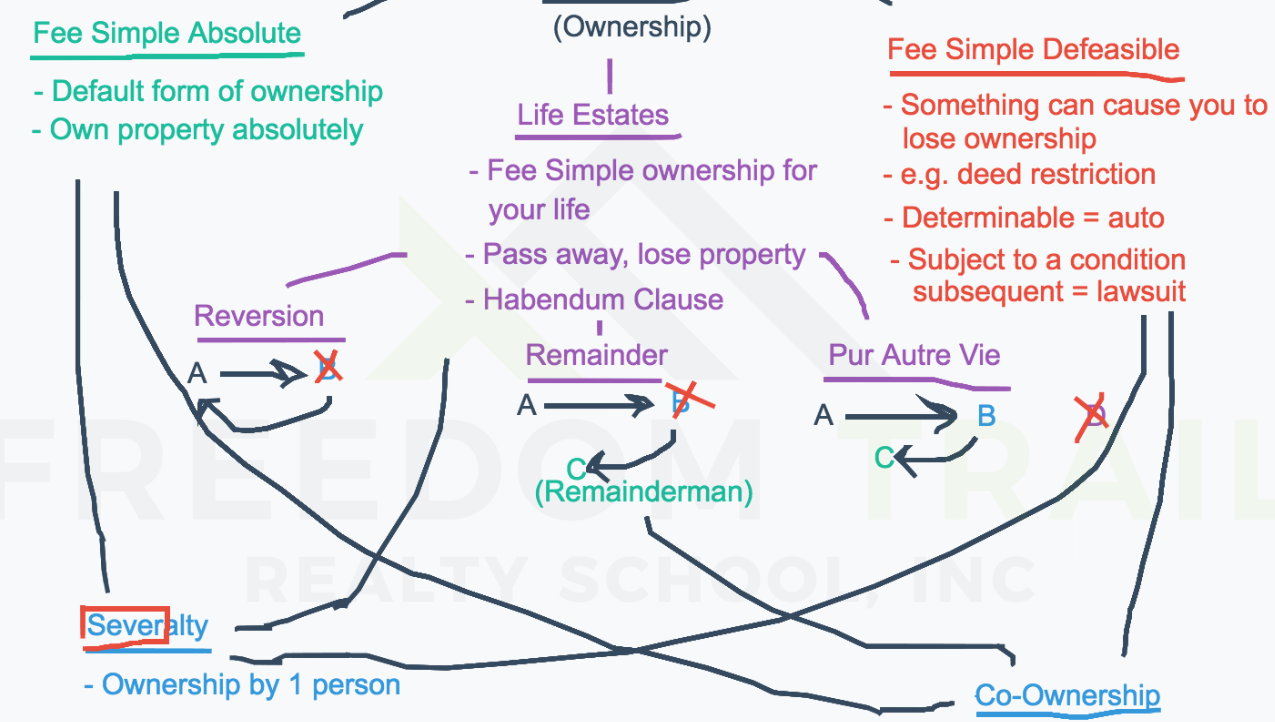 (Ownership)
Fee Simple Absolute
- Default form of ownership
- Own property absolutely
Life Estates
- Fee Simple ownership for
your life
- Pass away, lose property
- Habendum Clause
Fee Simple Defeasible
- Something can cause you to
lose ownership
- e.g. deed restriction
- Determinable = auto
- Subject to a condition
subsequent = lawsuit
Reversion
A B
Remainder
A B
C
(Remainderman)
Pur Autre Vie
A B D
C
FREEDOM TRAIL
REALTY SCHOOL, INC
Severalty
- Ownership by 1 person
Co-Ownership